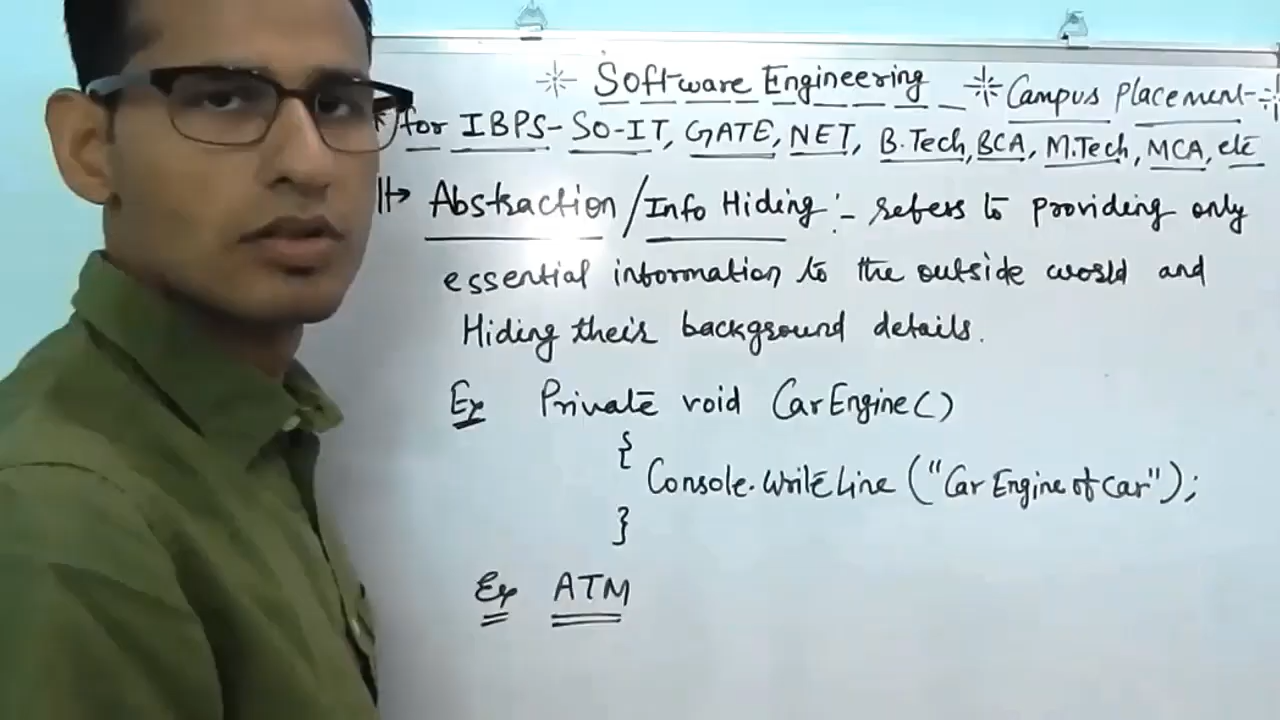 Software Engineering Campus Placement
for IBPS-SO-IT, GATE, NET, B.Tech, BCA, M.Tech, MCA, etc
Abstraction / Info Hiding :- refers to providing only
essential information to the outside world and
Hiding their background details.
Ex Private void CarEngine()
{
Console.WriteLine ("Car Engine of car");
}
Ex ATM